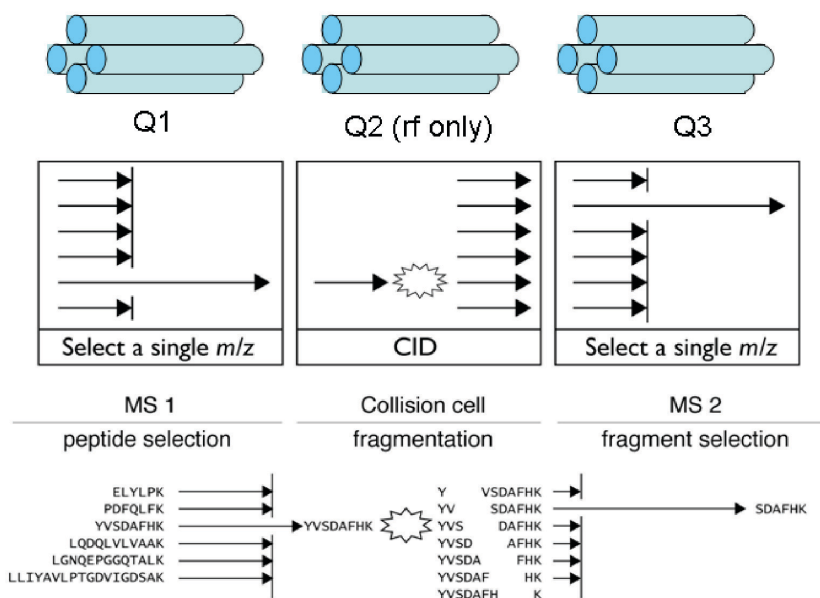 Q1 Q2 (rf only) Q3
Select a single m/z CID Select a single m/z
MS 1 Collision cell MS 2
peptide selection fragmentation fragment selection
ELYLPK Y VSDAFHK
PDFQLFK YV SDAFHK SDAFHK
YVSDAFHK YVSDAFHK YVS DAFHK
LQDQLVLVAAK YVSD AFHK
LGNQEPGGQTALK YVSDA FHK
LLIYAVLPTGDVIGDSAK YVSDAF HK
YVSDAFH K